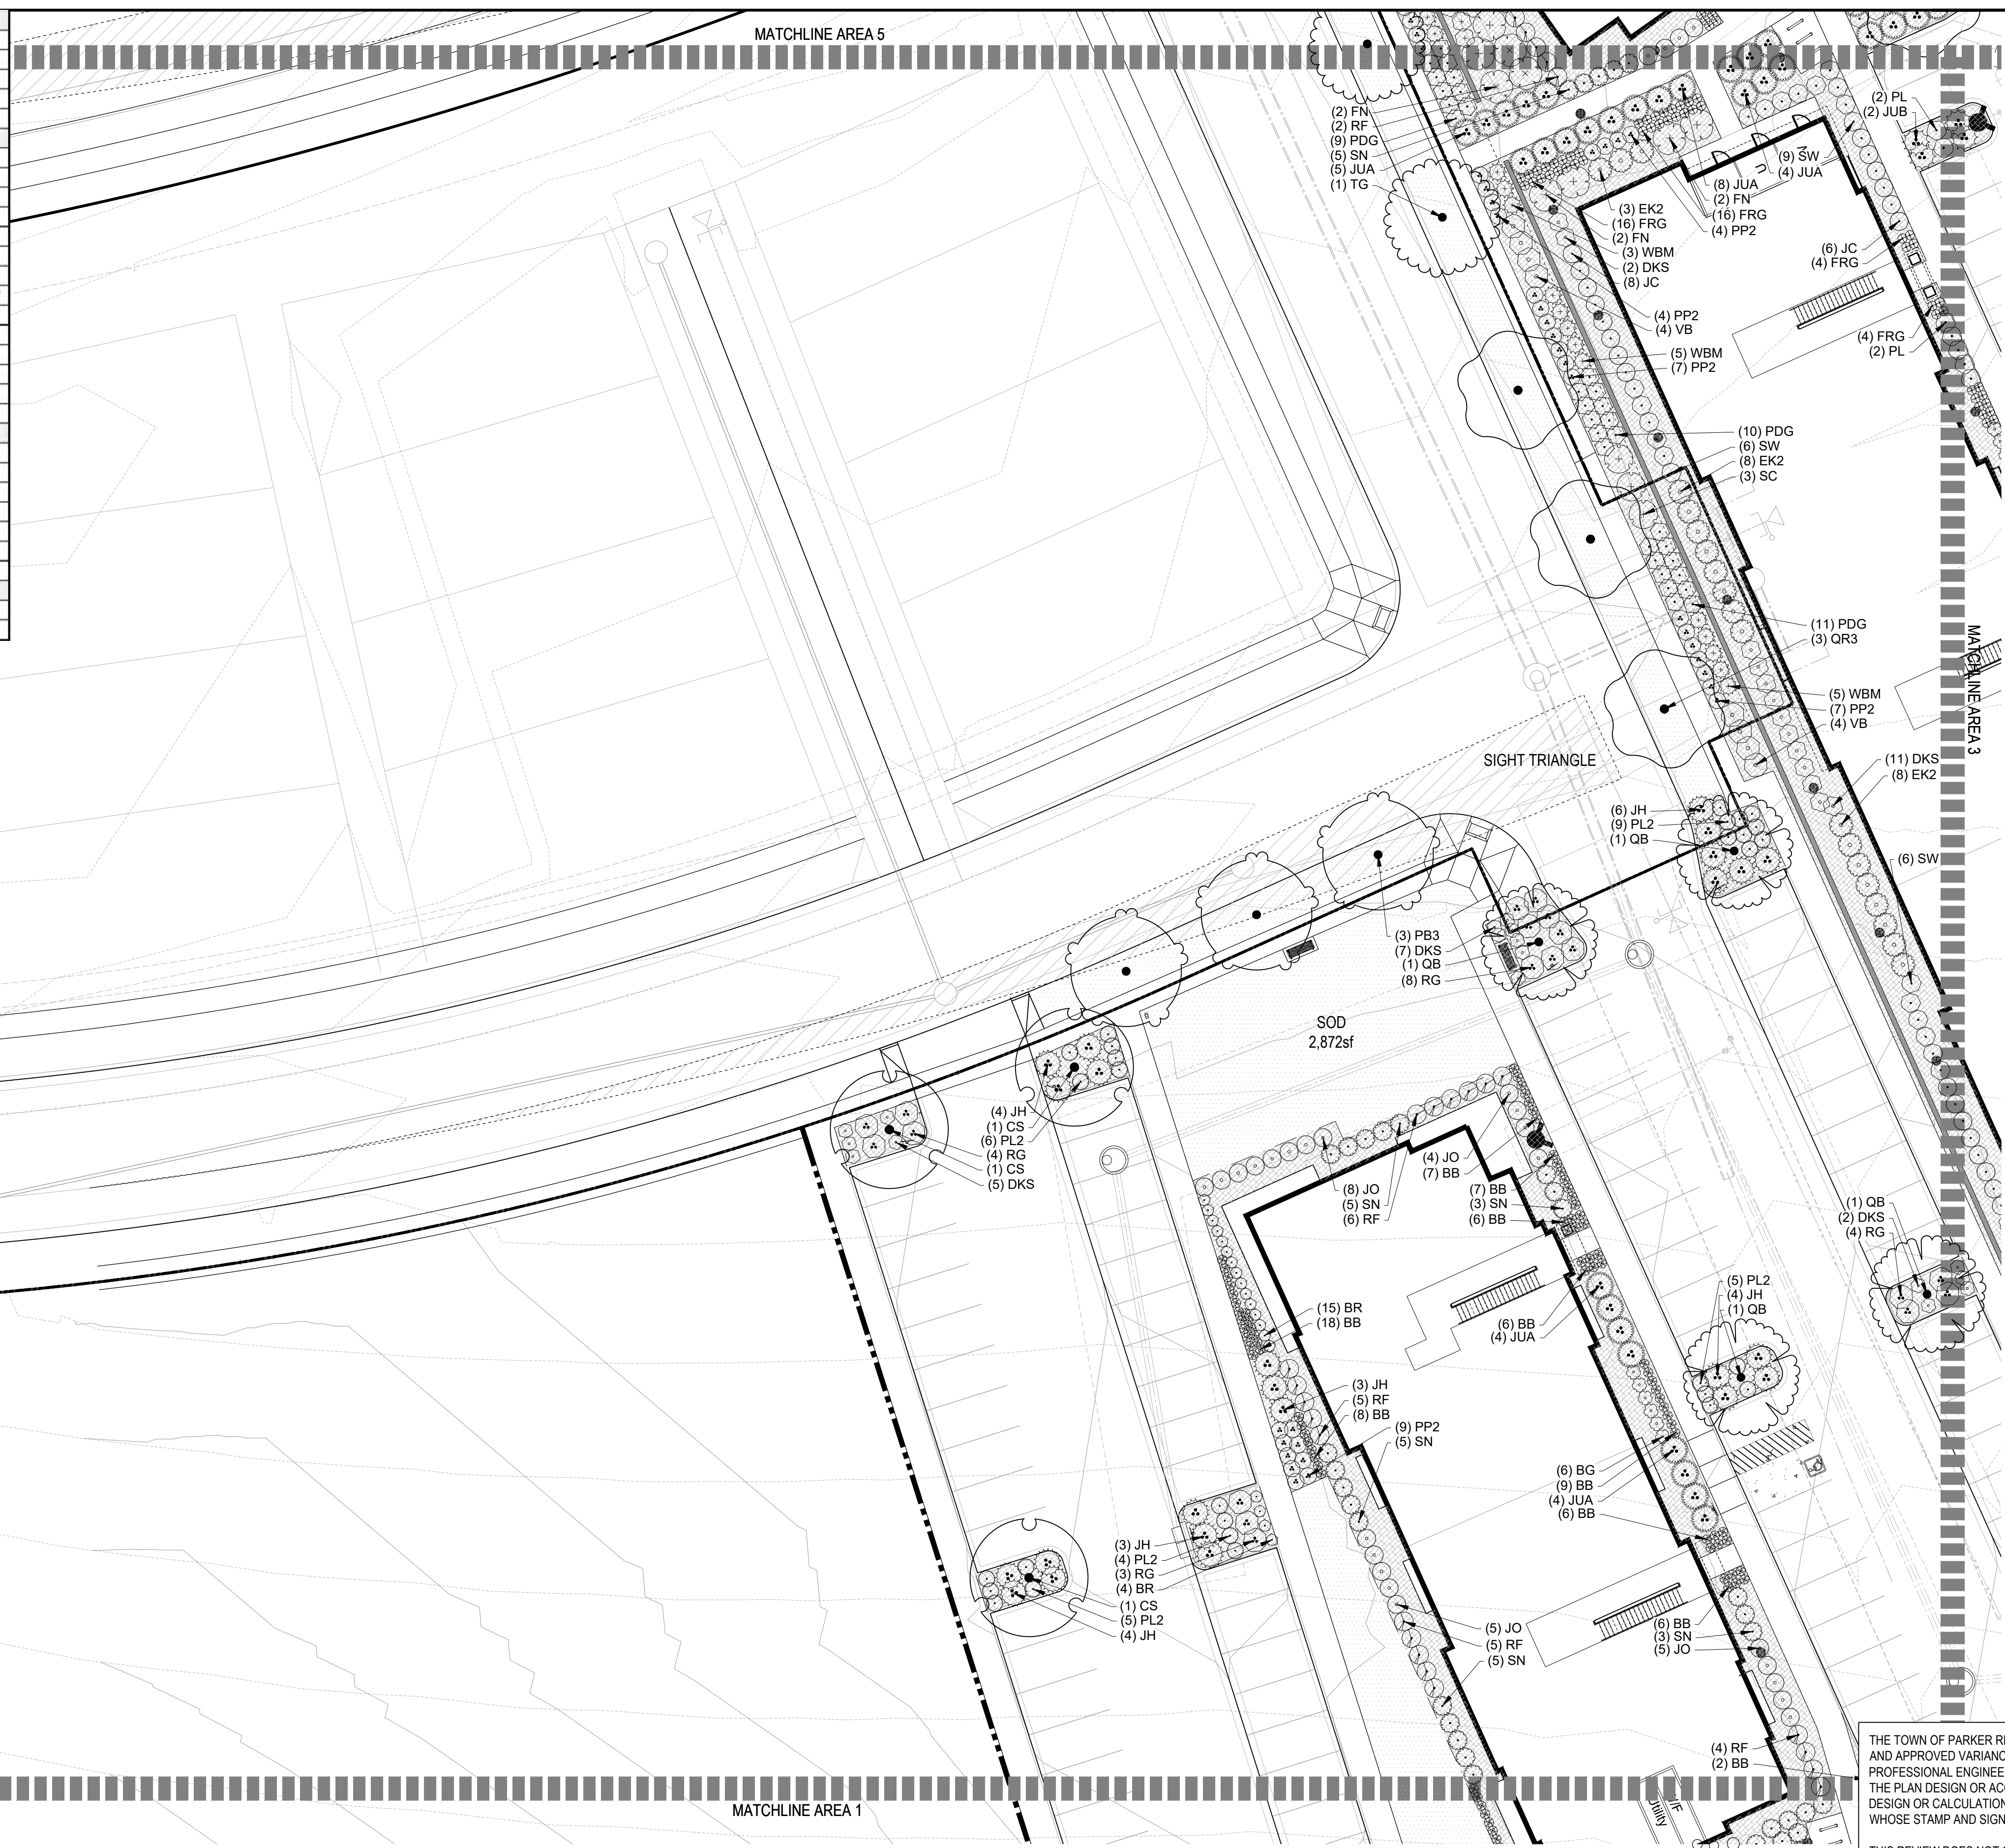 MATCHLINE AREA 5
(2) FN
(2) RF
(9) PDG
(5) SN
(5) JUA
(1) TG
(2) PL
(2) JUB
(9) SW
(4) JUA
(8) JUA
(2) FN
(16) FRG
(4) PP2
(3) EK2
(16) FRG
(2) FN
(3) WBM
(2) DKS
(8) JC
(6) JC
(4) FRG
(4) PP2
(4) VB
(4) FRG
(2) PL
(5) WBM
(7) PP2
(10) PDG
(6) SW
(8) EK2
(3) SC
(11) PDG
(3) QR3
MATCHLINE AREA 3
(5) WBM
(7) PP2
(4) VB
SIGHT TRIANGLE
(11) DKS
(8) EK2
(6) JH
(9) PL2
(1) QB
(6) SW
(3) PB3
(7) DKS
(1) QB
(8) RG
SOD
2,872sf
(4) JH
(1) CS
(6) PL2
(4) RG
(1) CS
(5) DKS
(4) JO
(7) BB
(8) JO
(5) SN
(6) RF
(7) BB
(3) SN
(6) BB
(1) QB
(2) DKS
(4) RG
(5) PL2
(4) JH
(1) QB
(15) BR
(18) BB
(6) BB
(4) JUA
(3) JH
(5) RF
(8) BB
(9) PP2
(5) SN
(6) BG
(9) BB
(4) JUA
(6) BB
(3) JH
(4) PL2
(3) RG
(4) BR
(1) CS
(5) PL2
(4) JH
(5) JO
(5) RF
(5) SN
(6) BB
(3) SN
(5) JO
(4) RF
(2) BB
THE TOWN OF PARKER
AND APPROVED
PROFESSIONAL
THE PLAN DESIGN OR
DESIGN OR
WHOSE STAMP AND
MATCHLINE AREA 1
Utility
THIS REVIEW DOES NOT